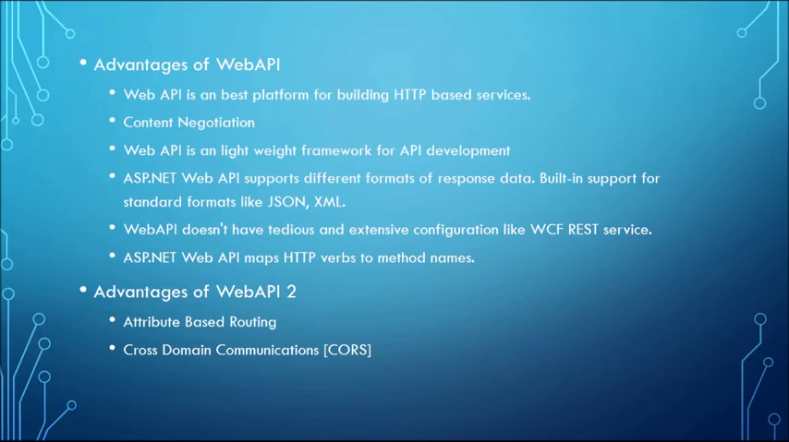 • Advantages of WebAPI
• Web API is an best platform for building HTTP based services.
• Content Negotiation
• Web API is an light weight framework for API development
• ASP.NET Web API supports different formats of response data. Built-in support for
standard formats like JSON, XML.
• WebAPI doesn't have tedious and extensive configuration like WCF REST service.
• ASP.NET Web API maps HTTP verbs to method names.
• Advantages of WebAPI 2
• Attribute Based Routing
• Cross Domain Communications [CORS]